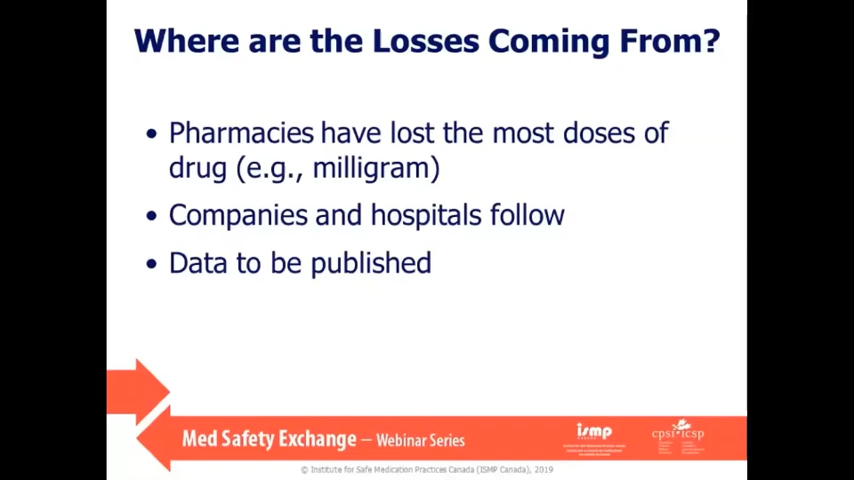 Where are the Losses Coming From?
• Pharmacies have lost the most doses of
drug (e.g., milligram)
• Companies and hospitals follow
• Data to be published
Med Safety Exchange – Webinar Series
ismp
CANADA
cpsi icsp
© Institute for Safe Medication Practices Canada (ISMP Canada), 2019